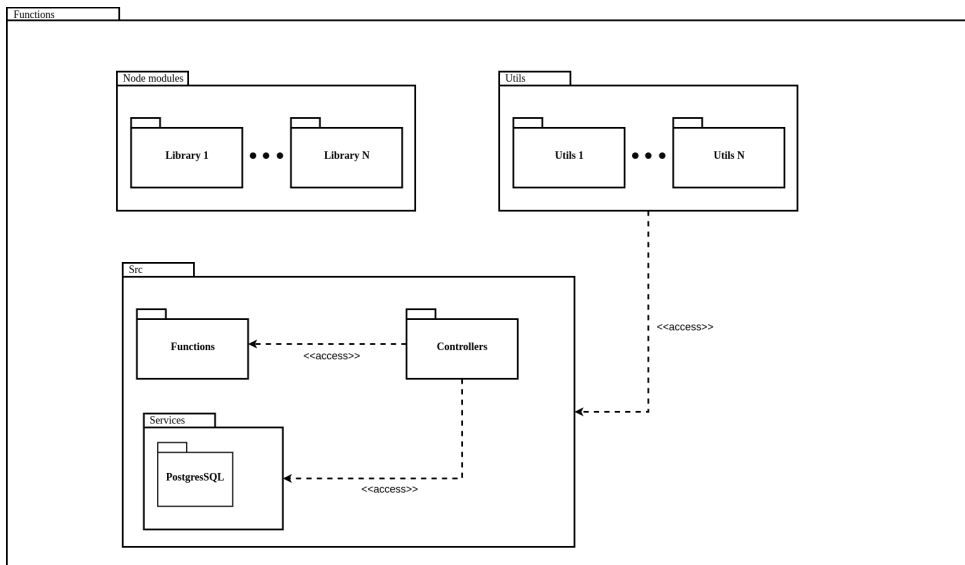 Functions
Node modules
Utils
Library 1
Library N
Utils 1
Utils N
Src
<<access>>
Functions
Controllers
<<access>>
Services
PostgresSQL
<<access>>